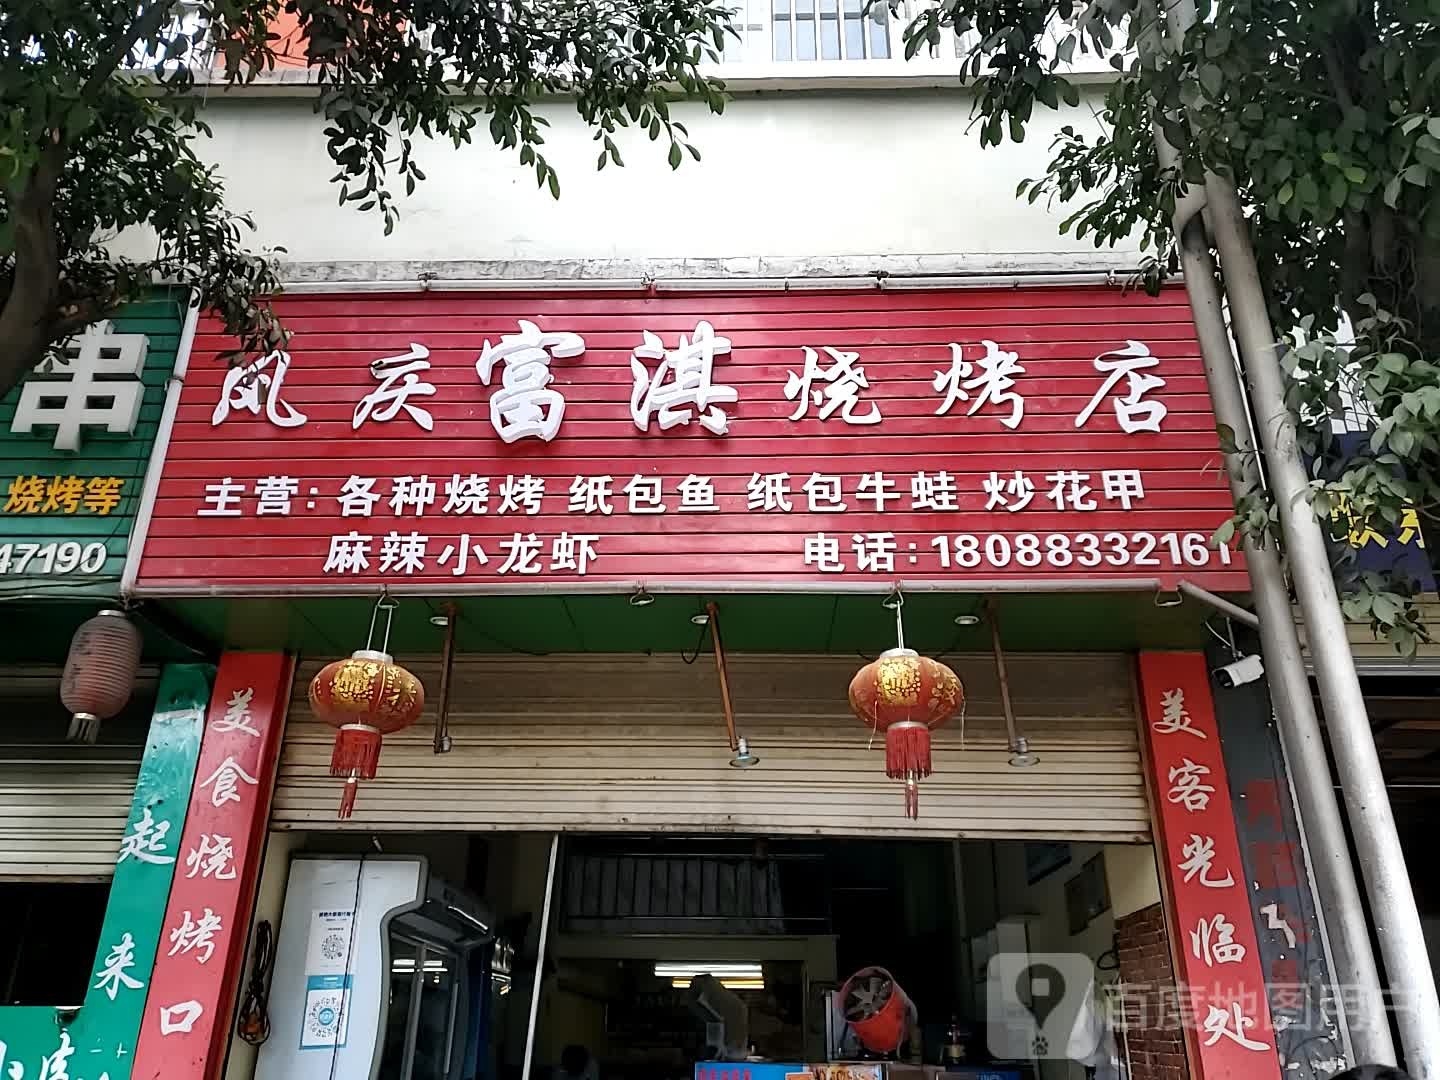 凤庆富淇烧烤店
主营：各种烧烤 纸包鱼 纸包牛蛙 炒花甲
麻辣小龙虾 电话：18088332161
串
烧烤等
47190
美食烧烤口
美客光临处
起来
百度地图用户